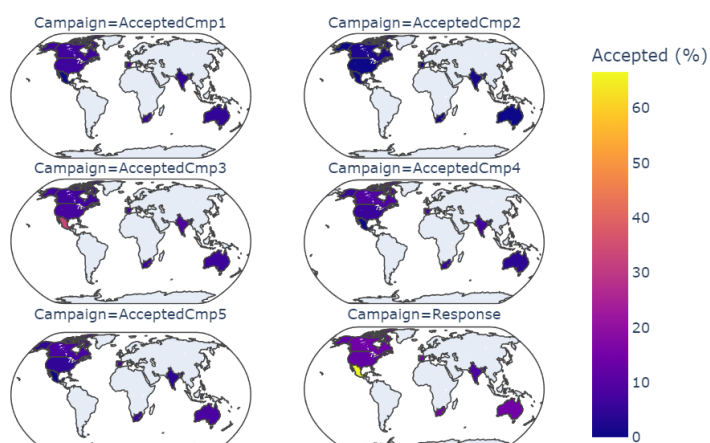 Campaign=AcceptedCmp1
Campaign=AcceptedCmp2
Accepted (%)
60
50
40
30
20
10
0
Campaign=AcceptedCmp3
Campaign=AcceptedCmp4
Campaign=AcceptedCmp5
Campaign=Response